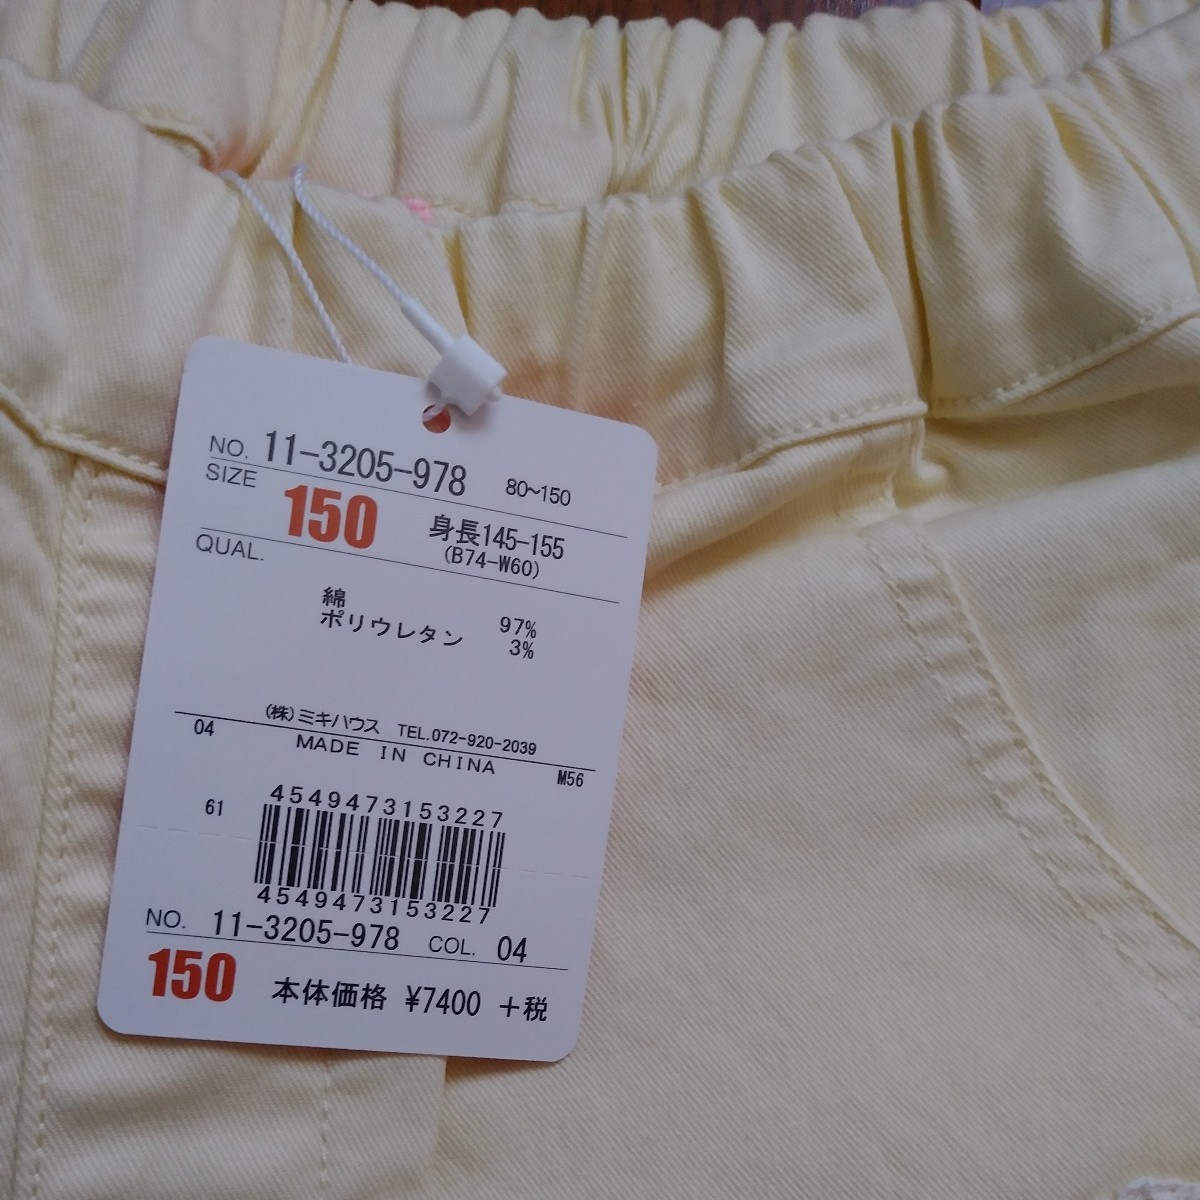 NO. 11-3205-978 80~150
SIZE 150 身長145-155
(B74-W60)
QUAL.
綿 97%
ポリウレタン 3%
(株)ミキハウス TEL.072-920-2039
04 MADE IN CHINA M56
61
4549473153227
4549473153227
NO. 11-3205-978 COL. 04
150 本体価格 ¥7400 +税